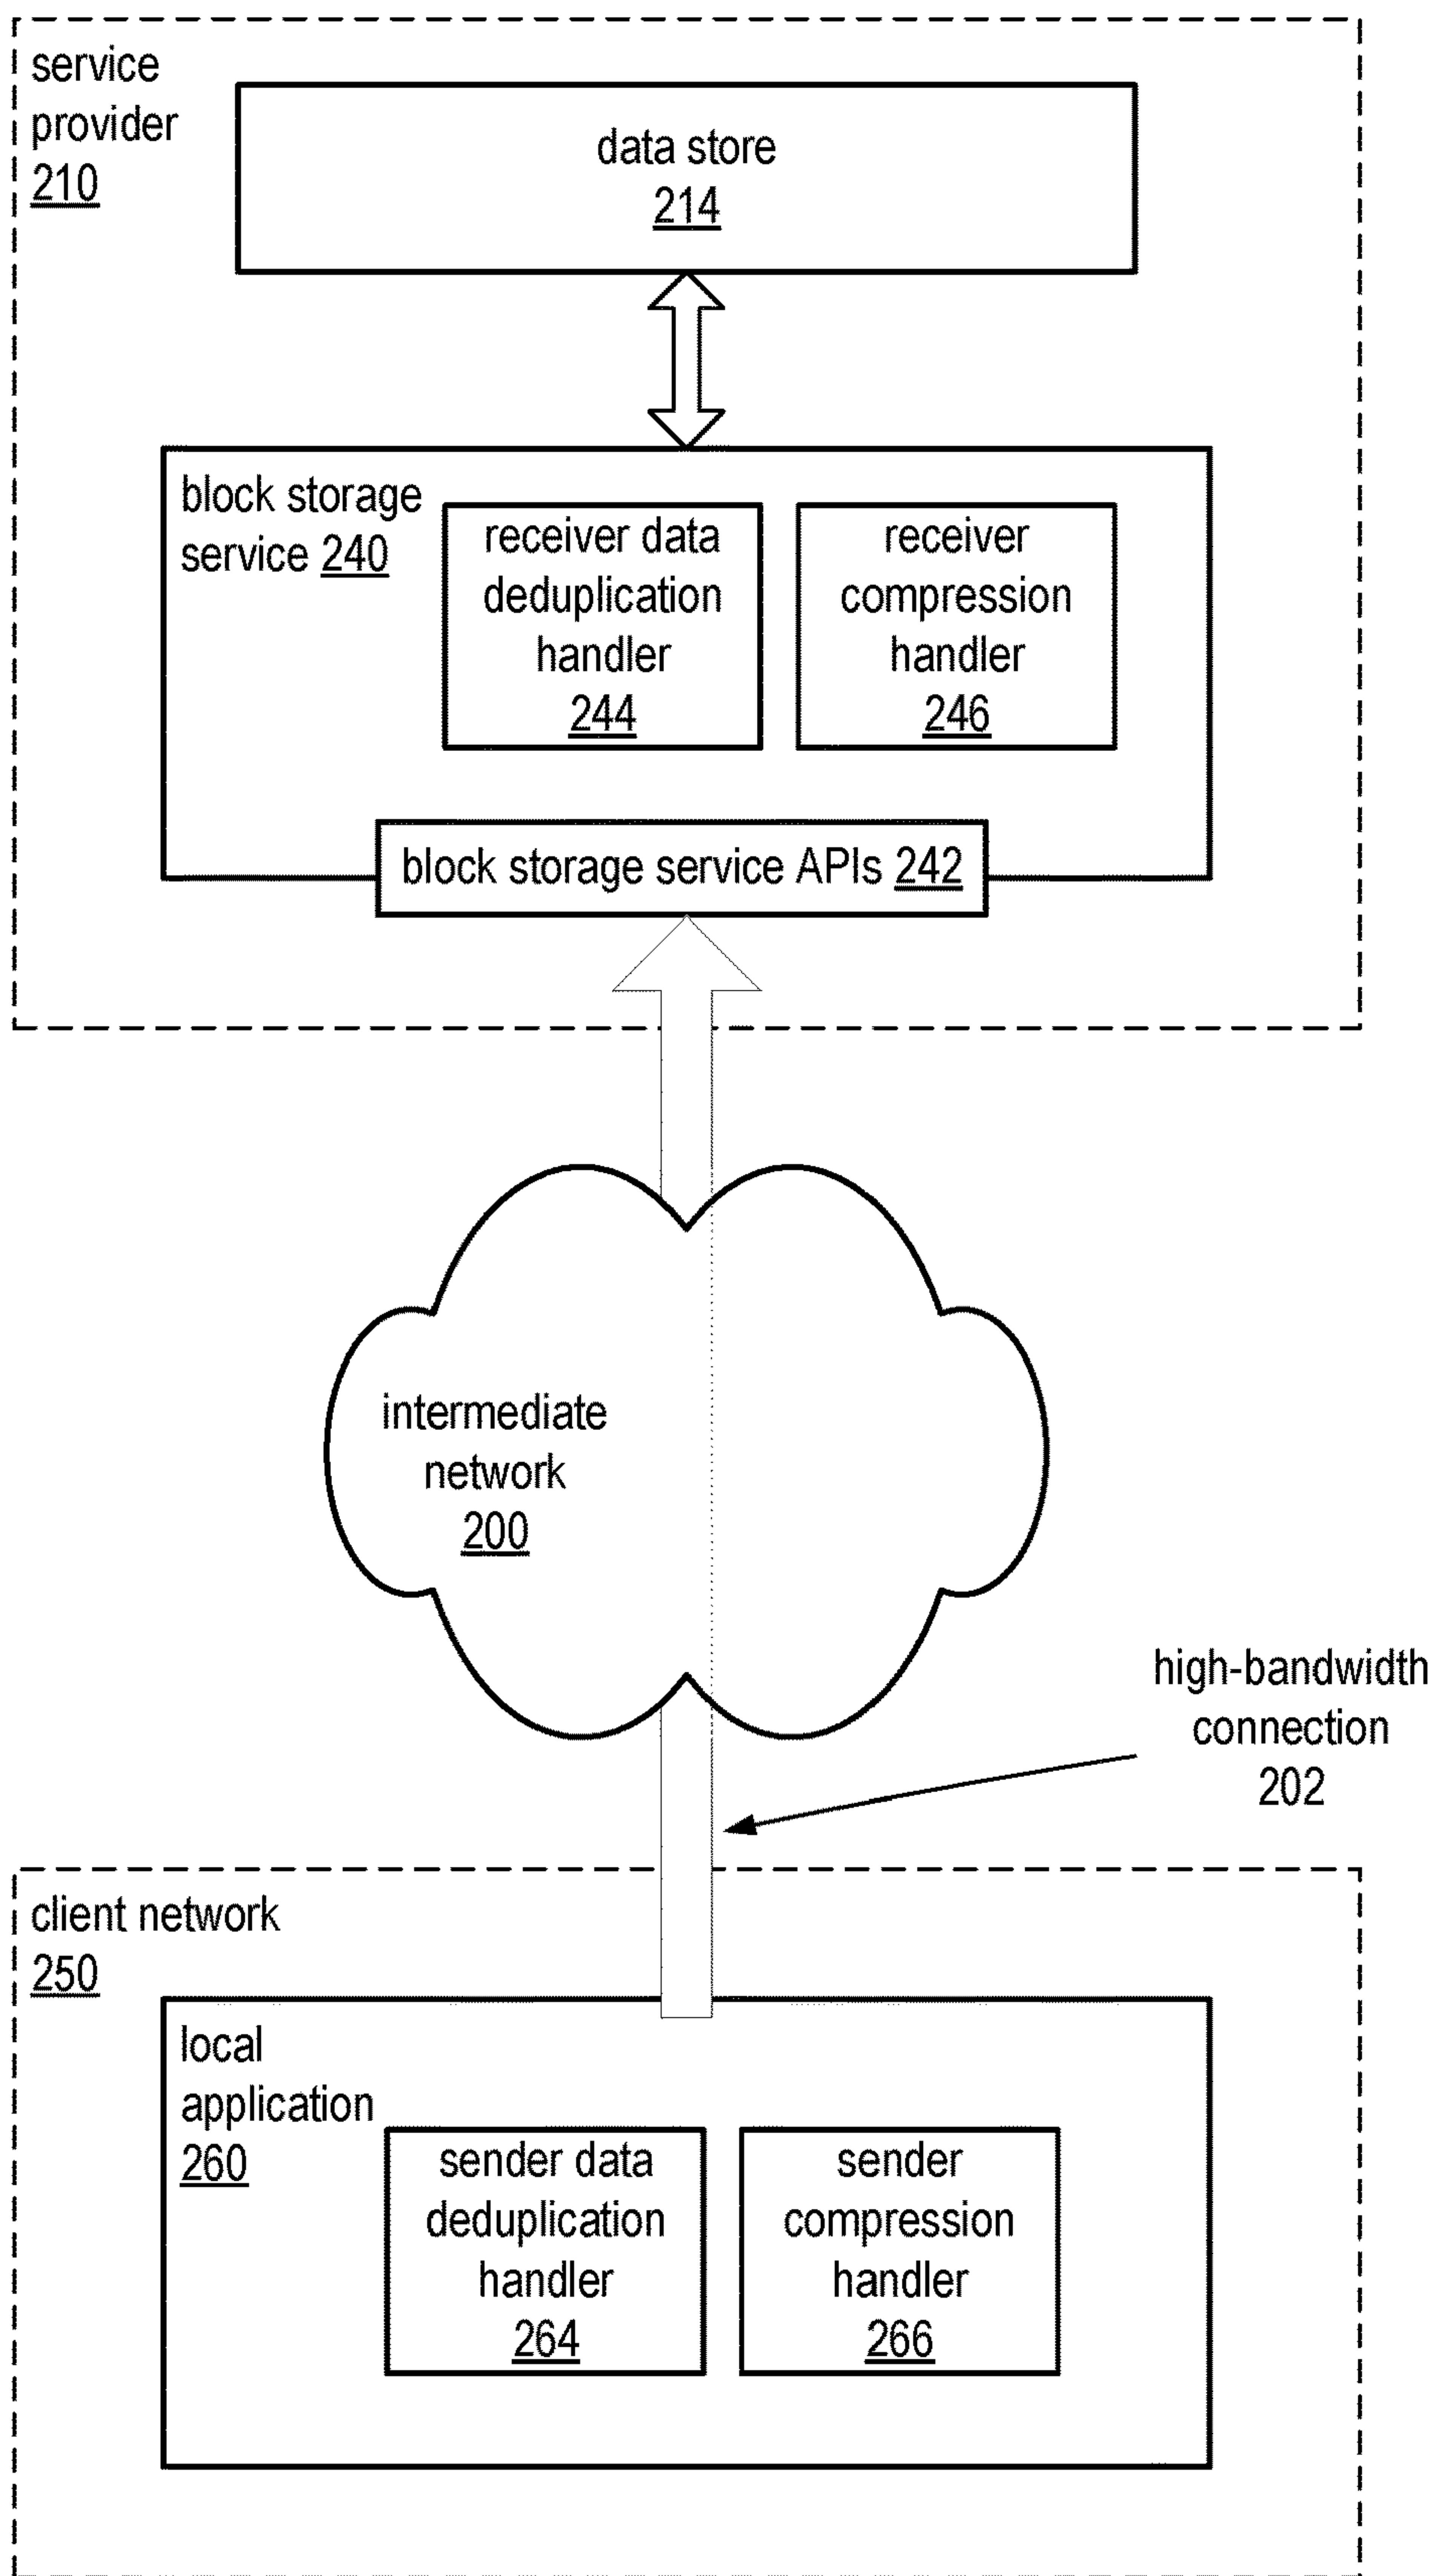 service
provider
210
data store
214
block storage
service 240
receiver data
deduplication
handler
244
receiver
compression
handler
246
block storage service APIs 242
intermediate
network
200
high-bandwidth
connection
202
client network
250
local
application
260
sender data
deduplication
handler
264
sender
compression
handler
266